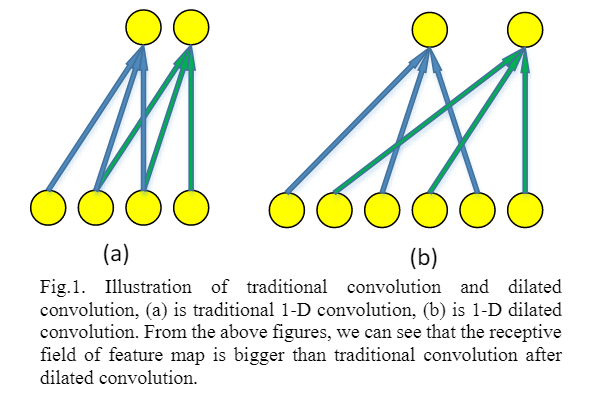 (a)
(b)
Fig.1. Illustration of traditional convolution and dilated
convolution, (a) is traditional 1-D convolution, (b) is 1-D dilated
convolution. From the above figures, we can see that the receptive
field of feature map is bigger than traditional convolution after
dilated convolution.